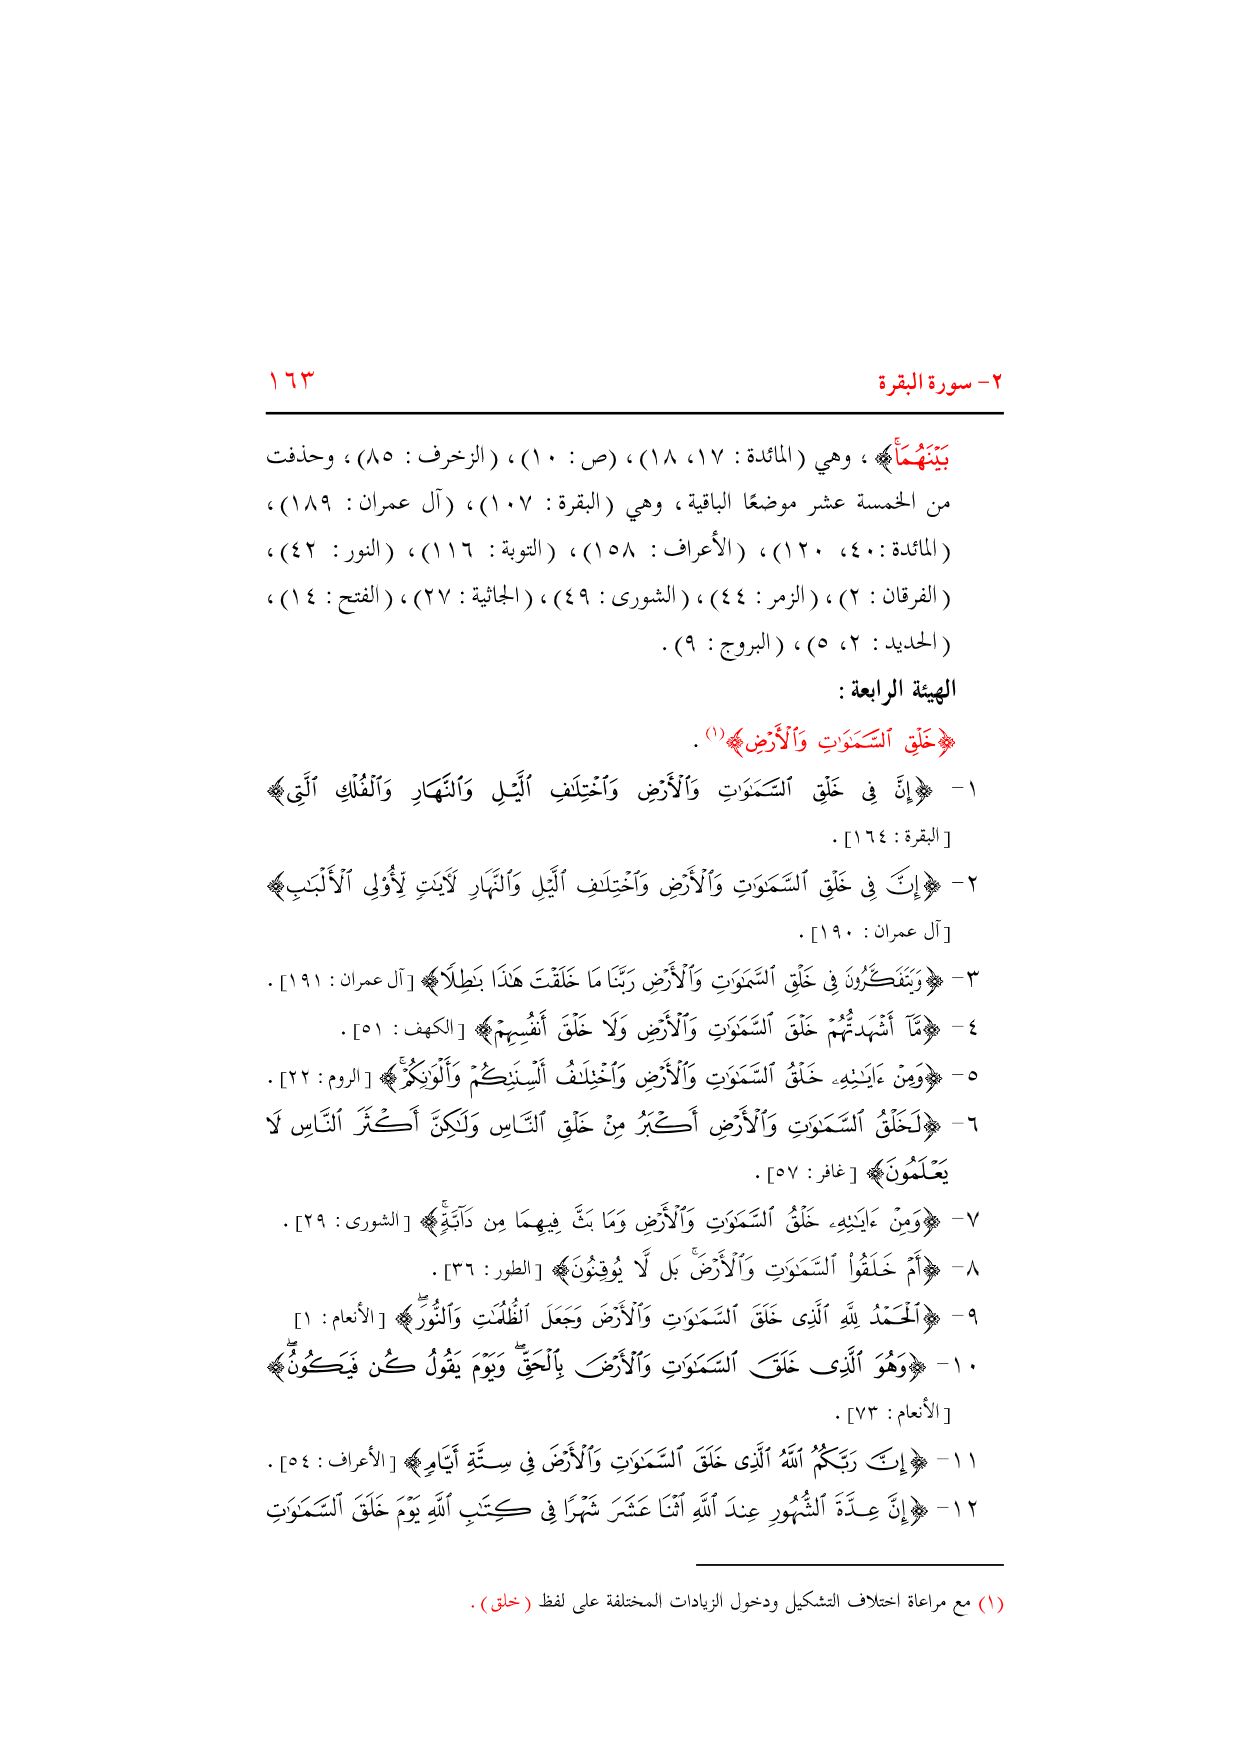 ٢- سورة البقرة ١٦٣
بَيْنَهُمَاۚ﴾ ، وهي (المائدة : ١٧، ١٨)، (ص : ١٠)، (الزخرف : ٨٥)، وحذفت
من الخمسة عشر موضعًا الباقية، وهي (البقرة : ١٠٧)، (آل عمران : ١٨٩)،
(المائدة :٤٠، ١٢٠)، (الأعراف : ١٥٨)، (التوبة : ١١٦)، (النور : ٤٢)،
(الفرقان : ٢)، (الزمر : ٤٤)، (الشورى : ٤٩)، (الجاثية : ٢٧)، (الفتح : ١٤)،
(الحديد : ٢، ٥)، (البروج : ٩).
الهيئة الرابعة :
﴿خَلْقِ ٱلسَّمَٰوَٰتِ وَٱلْأَرْضِ﴾(١).
١- ﴿إِنَّ فِى خَلْقِ ٱلسَّمَٰوَٰتِ وَٱلْأَرْضِ وَٱخْتِلَٰفِ ٱلَّيْلِ وَٱلنَّهَارِ وَٱلْفُلْكِ ٱلَّتِى﴾
[البقرة : ١٦٤].
٢- ﴿إِنَّ فِى خَلْقِ ٱلسَّمَٰوَٰتِ وَٱلْأَرْضِ وَٱخْتِلَٰفِ ٱلَّيْلِ وَٱلنَّهَارِ لَءَايَٰتٍ لِّأُو۟لِى ٱلْأَلْبَٰبِ﴾
[آل عمران : ١٩٠].
٣- ﴿وَيَتَفَكَّرُونَ فِى خَلْقِ ٱلسَّمَٰوَٰتِ وَٱلْأَرْضِ رَبَّنَا مَا خَلَقْتَ هَٰذَا بَٰطِلًا﴾ [آل عمران : ١٩١].
٤- ﴿مَّآ أَشْهَدتُّهُمْ خَلْقَ ٱلسَّمَٰوَٰتِ وَٱلْأَرْضِ وَلَا خَلْقَ أَنفُسِهِمْ﴾ [الكهف : ٥١].
٥- ﴿وَمِنْ ءَايَٰتِهِۦ خَلْقُ ٱلسَّمَٰوَٰتِ وَٱلْأَرْضِ وَٱخْتِلَٰفُ أَلْسِنَتِكُمْ وَأَلْوَٰنِكُمْۚ﴾ [الروم : ٢٢].
٦- ﴿لَخَلْقُ ٱلسَّمَٰوَٰتِ وَٱلْأَرْضِ أَكْبَرُ مِنْ خَلْقِ ٱلنَّاسِ وَلَٰكِنَّ أَكْثَرَ ٱلنَّاسِ لَا
يَعْلَمُونَ﴾ [غافر : ٥٧].
٧- ﴿وَمِنْ ءَايَٰتِهِۦ خَلْقُ ٱلسَّمَٰوَٰتِ وَٱلْأَرْضِ وَمَا بَثَّ فِيهِمَا مِن دَآبَّةٍۚ﴾ [الشورى : ٢٩].
٨- ﴿أَمْ خَلَقُوا۟ ٱلسَّمَٰوَٰتِ وَٱلْأَرْضَۚ بَل لَّا يُوقِنُونَ﴾ [الطور : ٣٦].
٩- ﴿ٱلْحَمْدُ لِلَّهِ ٱلَّذِى خَلَقَ ٱلسَّمَٰوَٰتِ وَٱلْأَرْضَ وَجَعَلَ ٱلظُّلُمَٰتِ وَٱلنُّورَۖ﴾ [الأنعام : ١]
١٠- ﴿وَهُوَ ٱلَّذِى خَلَقَ ٱلسَّمَٰوَٰتِ وَٱلْأَرْضَ بِٱلْحَقِّۖ وَيَوْمَ يَقُولُ كُن فَيَكُونُۖ﴾
[الأنعام : ٧٣].
١١- ﴿إِنَّ رَبَّكُمُ ٱللَّهُ ٱلَّذِى خَلَقَ ٱلسَّمَٰوَٰتِ وَٱلْأَرْضَ فِى سِتَّةِ أَيَّامٍ﴾ [الأعراف : ٥٤].
١٢- ﴿إِنَّ عِدَّةَ ٱلشُّهُورِ عِندَ ٱللَّهِ ٱثْنَا عَشَرَ شَهْرًا فِى كِتَٰبِ ٱللَّهِ يَوْمَ خَلَقَ ٱلسَّمَٰوَٰتِ
(١) مع مراعاة اختلاف التشكيل ودخول الزيادات المختلفة على لفظ (خلق).